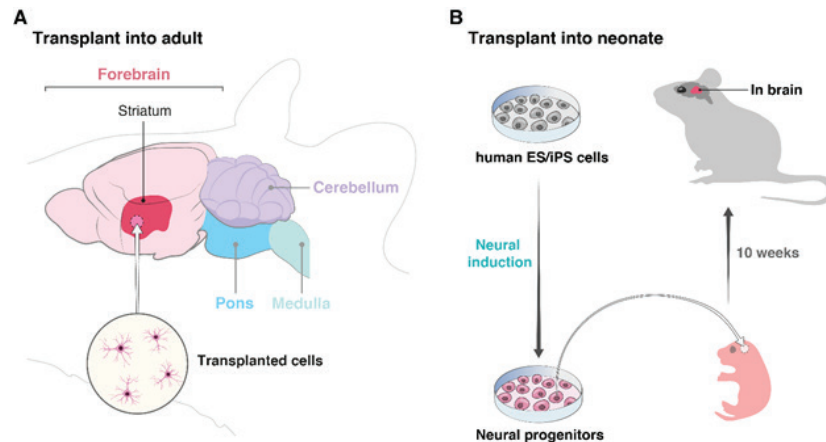 A
Transplant into adult
Forebrain
Striatum
Cerebellum
Pons
Medulla
Transplanted cells
B
Transplant into neonate
human ES/iPS cells
In brain
Neural
induction
10 weeks
Neural progenitors